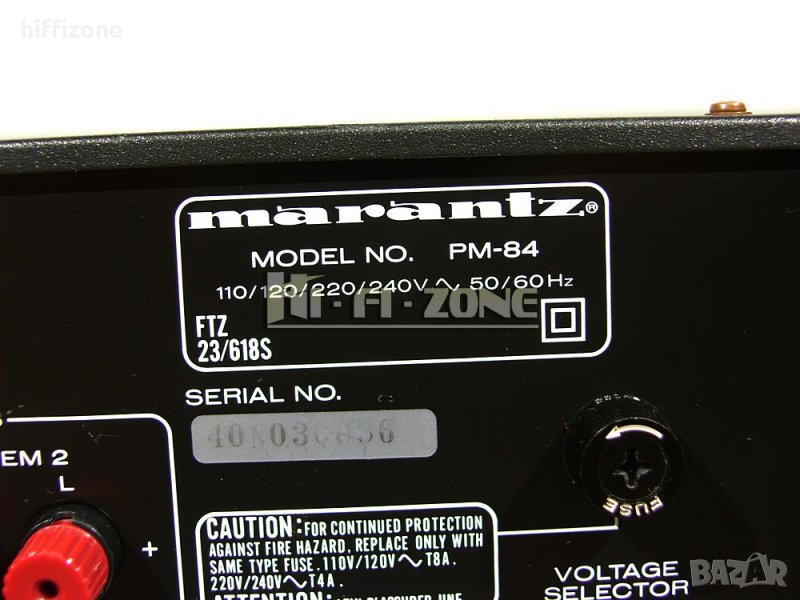 hiffizone
marantz®
MODEL NO. PM-84
110/120/220/240V ~ 50/60Hz
Hi-Fi-ZONE
FTZ
23/618S
SERIAL NO.
EM 2
L
+
FUSE
CAUTION: FOR CONTINUED PROTECTION
AGAINST FIRE HAZARD, REPLACE ONLY WITH
SAME TYPE FUSE. 110V/120V~T8A.
220V/240V~T4A.
VOLTAGE
SELECTOR
BAZAR